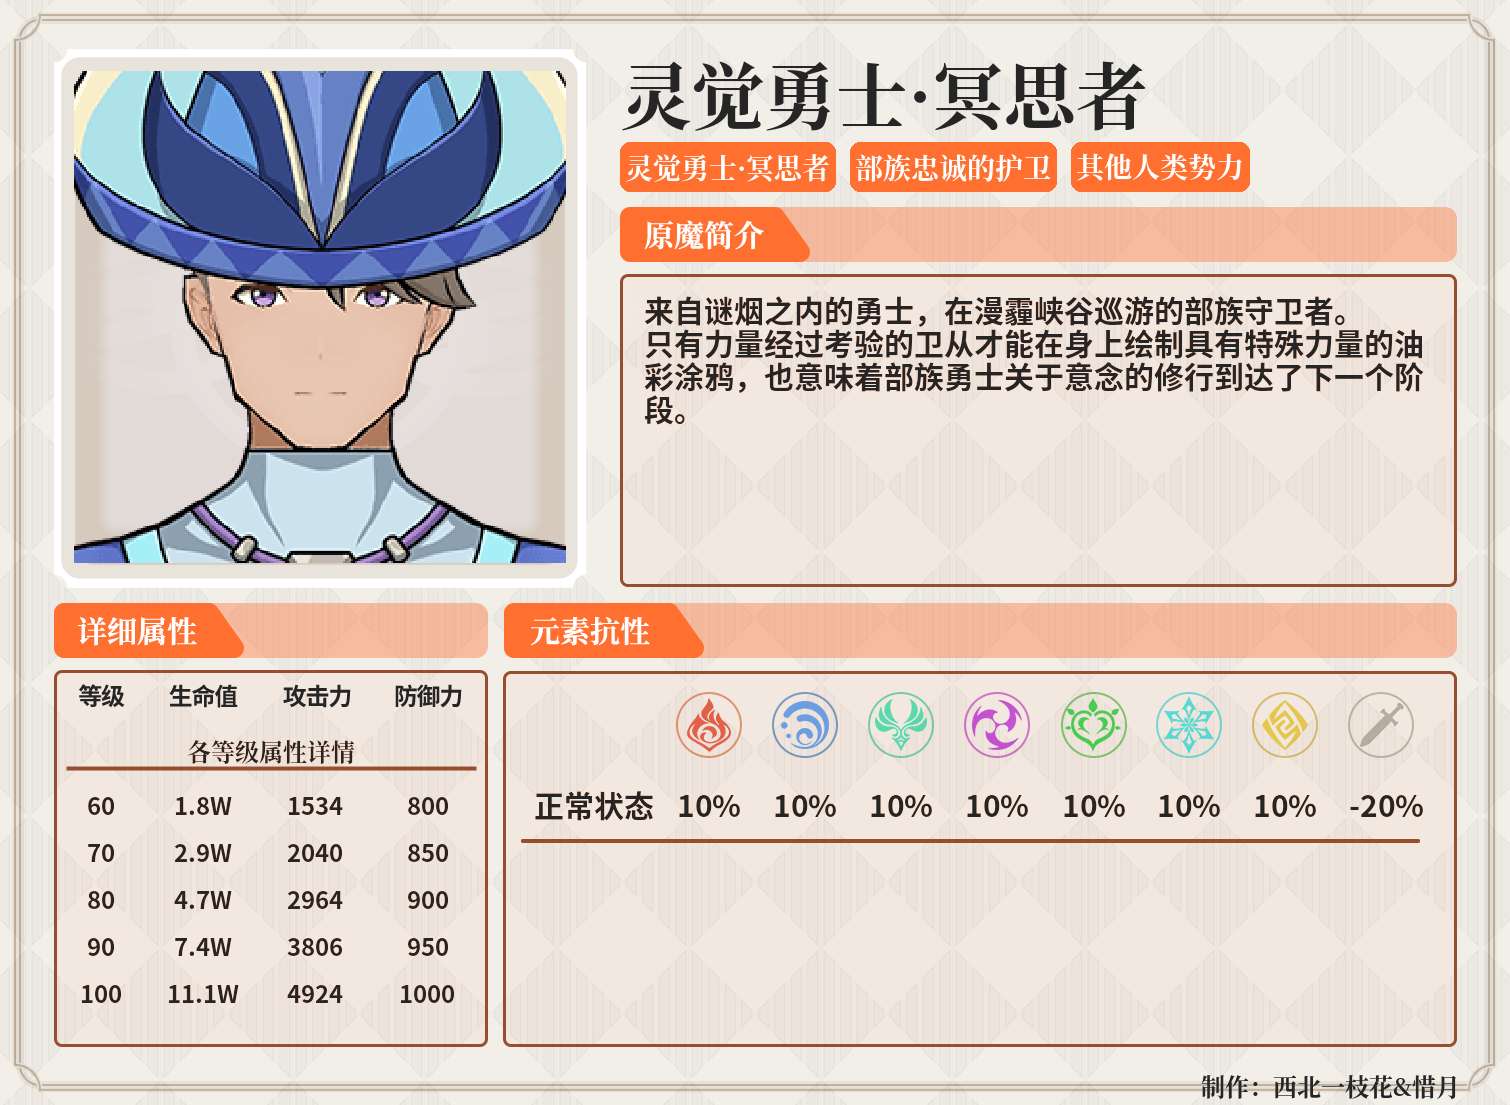 灵觉勇士·冥思者
灵觉勇士·冥思者 部族忠诚的护卫 其他人类势力
原魔简介
来自谜烟之内的勇士，在漫霾峡谷巡游的部族守卫者。
只有力量经过考验的卫从才能在身上绘制具有特殊力量的油
彩涂鸦，也意味着部族勇士关于意念的修行到达了下一个阶
段。
详细属性
等级 生命值 攻击力 防御力
各等级属性详情
60 1.8W 1534 800
70 2.9W 2040 850
80 4.7W 2964 900
90 7.4W 3806 950
100 11.1W 4924 1000
元素抗性
正常状态 10% 10% 10% 10% 10% 10% 10% -20%
制作：西北一枝花&惜月